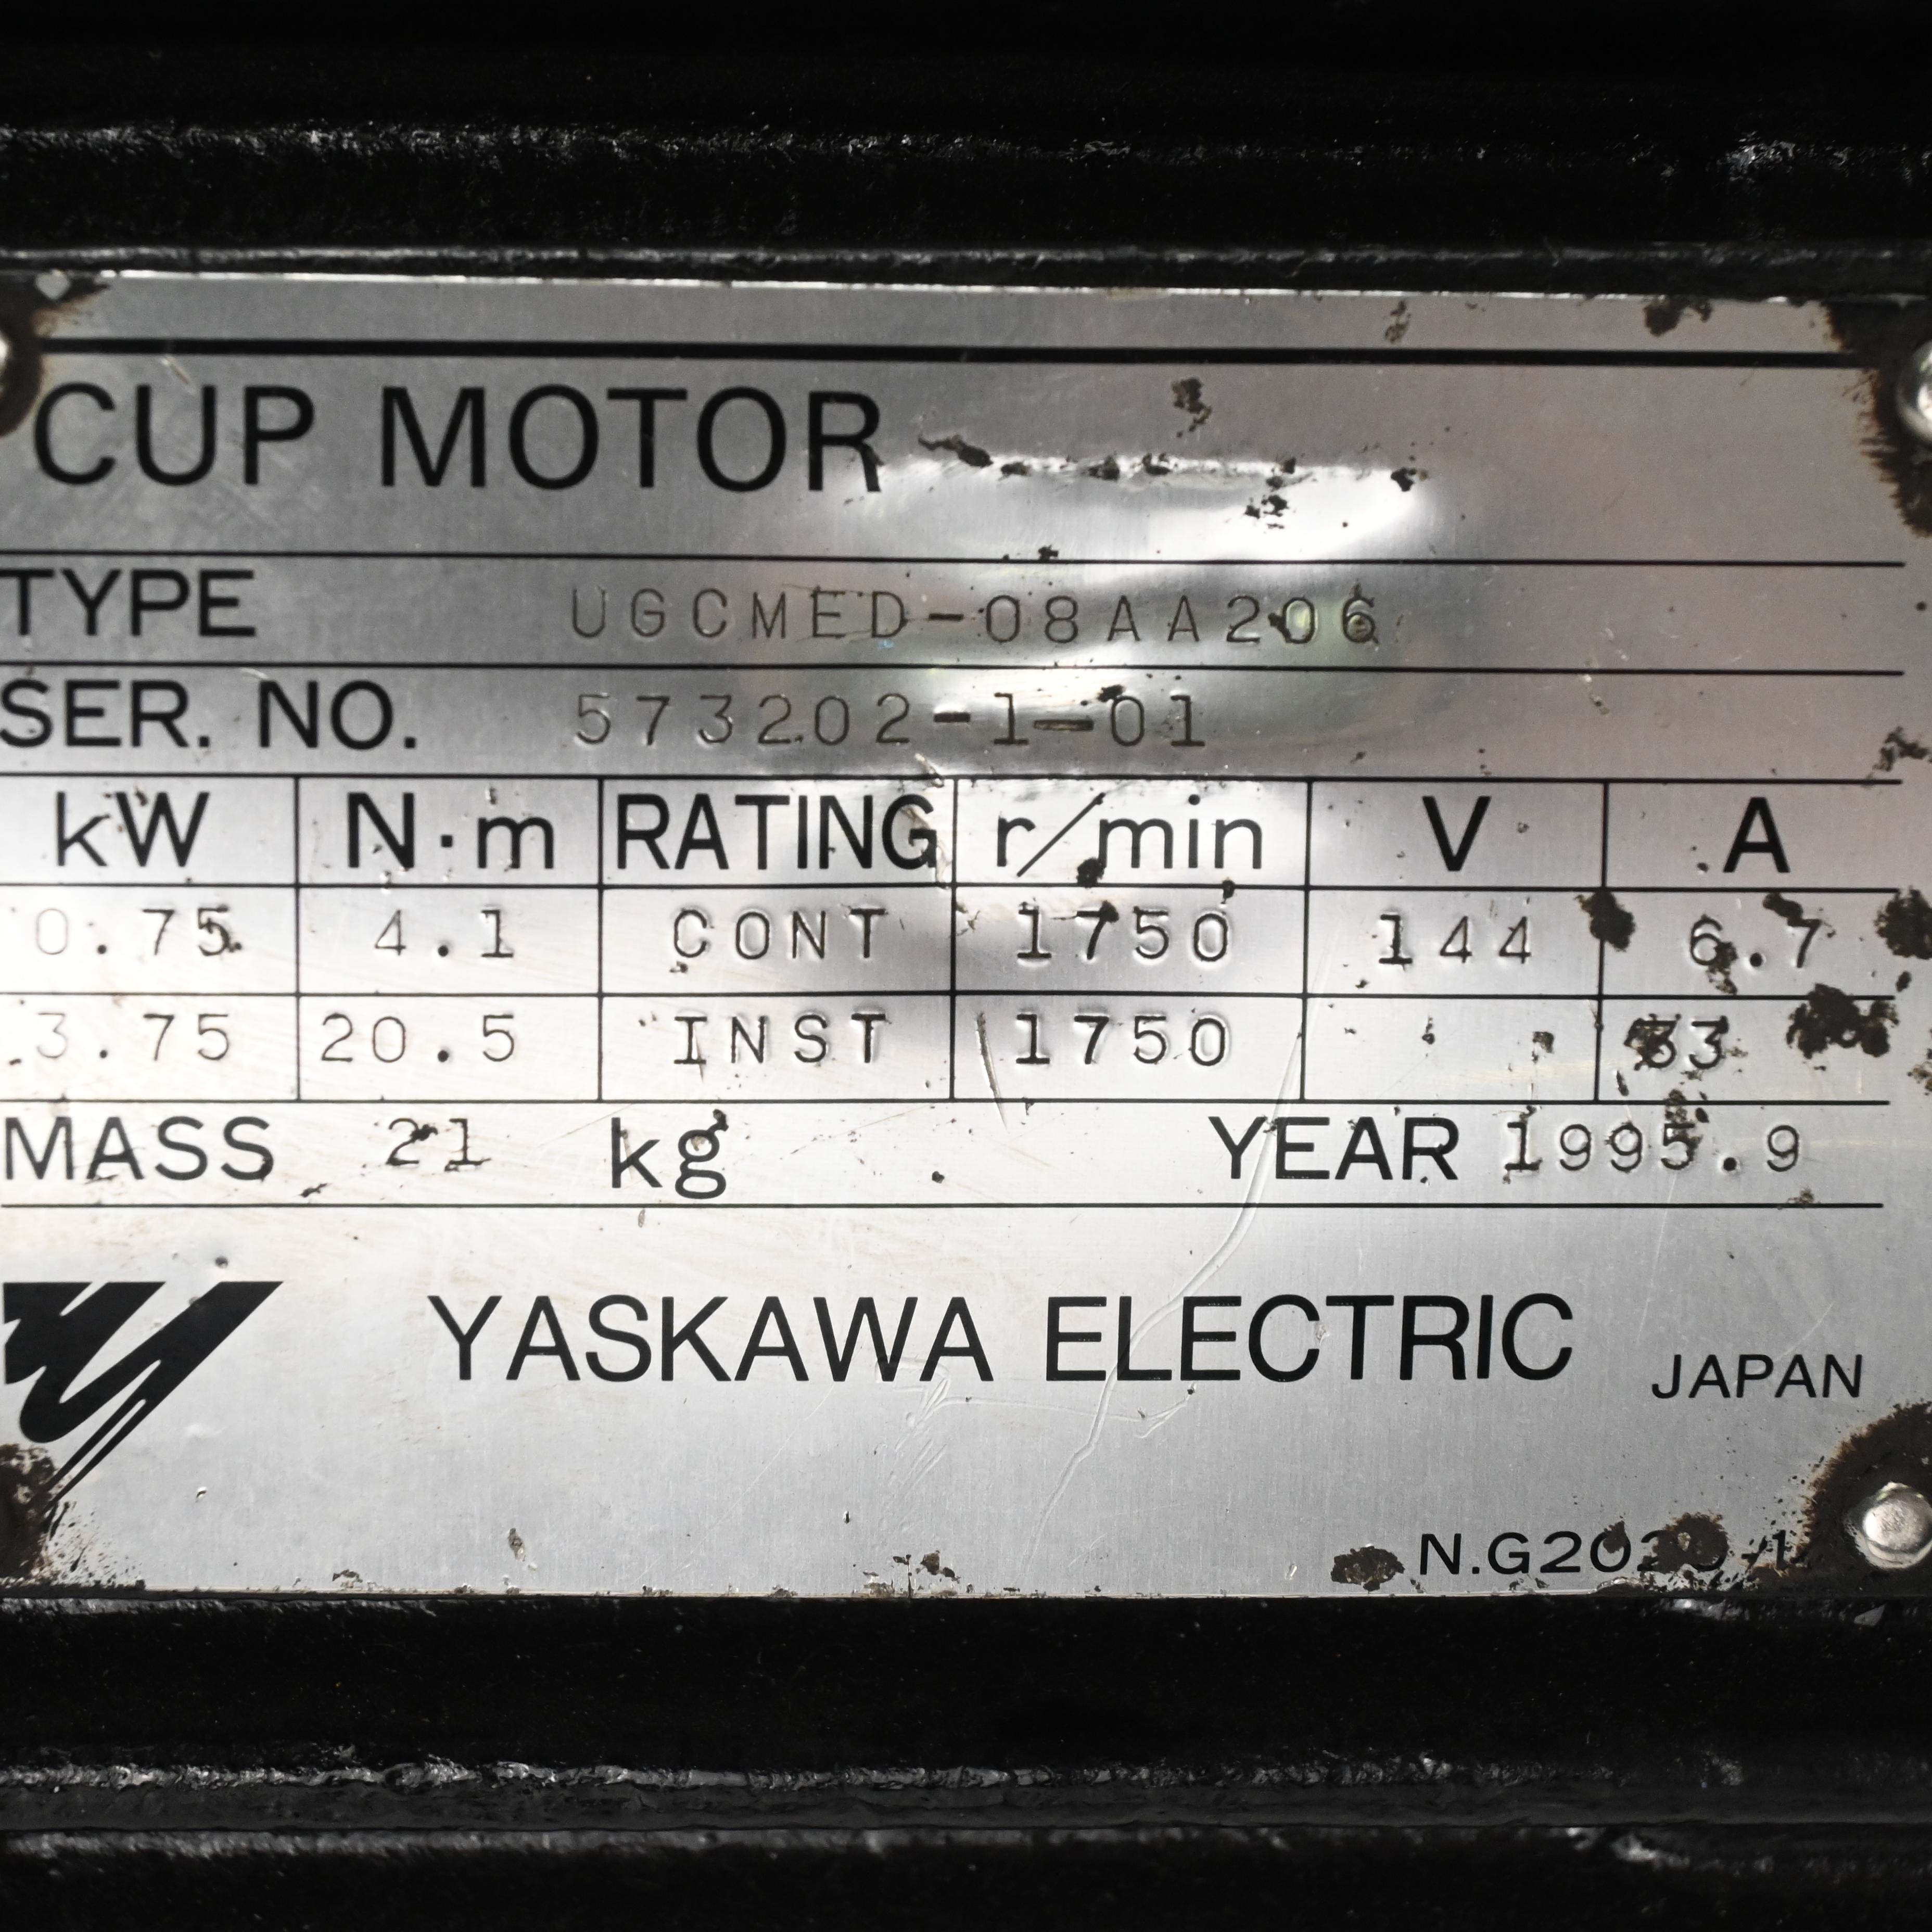 CUP MOTOR
TYPE UGCMED-08AA206
SER. NO. 573202-1-01
kW N·m RATING r/min V A
0.75 4.1 CONT 1750 144 6.7
3.75 20.5 INST 1750 33
MASS 21 kg YEAR 1995.9
YASKAWA ELECTRIC JAPAN